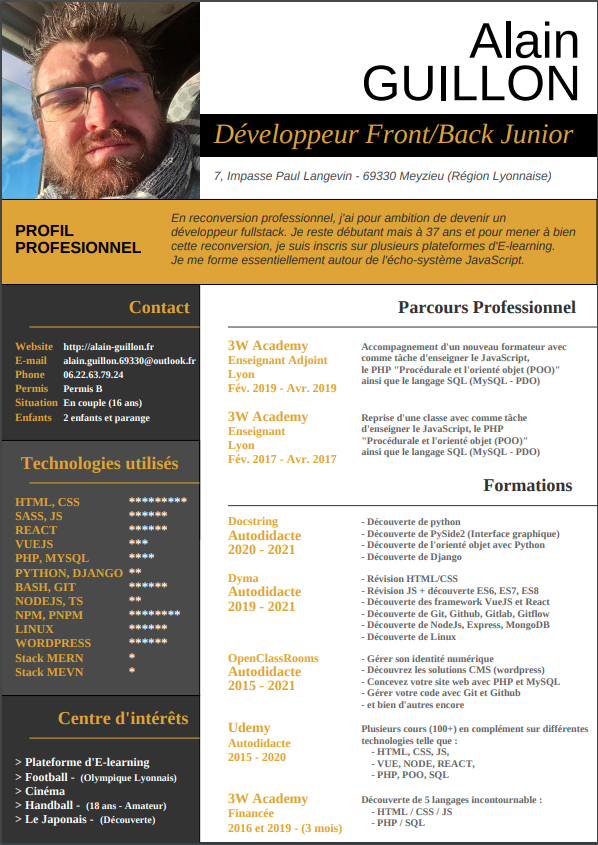 Alain
GUILLON
Développeur Front/Back Junior
7, Impasse Paul Langevin - 69330 Meyzieu (Région Lyonnaise)
PROFIL
PROFESIONNEL
En reconversion professionnel, j'ai pour ambition de devenir un
développeur fullstack. Je reste débutant mais à 37 ans et pour mener à bien
cette reconversion, je suis inscris sur plusieurs plateformes d'E-learning.
Je me forme essentiellement autour de l'écho-système JavaScript.
Contact
Website http://alain-guillon.fr
E-mail alain.guillon.69330@outlook.fr
Phone 06.22.63.79.24
Permis Permis B
Situation En couple (16 ans)
Enfants 2 enfants et parange
Technologies utilisés
HTML, CSS *********
SASS, JS ******
REACT ******
VUEJS ***
PHP, MYSQL ****
PYTHON, DJANGO **
BASH, GIT ******
NODEJS, TS **
NPM, PNPM ********
LINUX ******
WORDPRESS ******
Stack MERN *
Stack MEVN *
Centre d'intérêts
> Plateforme d'E-learning
> Football - (Olympique Lyonnais)
> Cinéma
> Handball - (18 ans - Amateur)
> Le Japonais - (Découverte)
Parcours Professionnel
3W Academy
Enseignant Adjoint
Lyon
Fév. 2019 - Avr. 2019
Accompagnement d'un nouveau formateur avec
comme tâche d'enseigner le JavaScript,
le PHP "Procédurale et l'orienté objet (POO)"
ainsi que le langage SQL (MySQL - PDO)
3W Academy
Enseignant
Lyon
Fév. 2017 - Avr. 2017
Reprise d'une classe avec comme tâche
d'enseigner le JavaScript, le PHP
"Procédurale et l'orienté objet (POO)"
ainsi que le langage SQL (MySQL - PDO)
Formations
Docstring
Autodidacte
2020 - 2021
- Découverte de python
- Découverte de PySide2 (Interface graphique)
- Découverte de l'orienté objet avec Python
- Découverte de Django
Dyma
Autodidacte
2019 - 2021
- Révision HTML/CSS
- Révision JS + découverte ES6, ES7, ES8
- Découverte des framework VueJS et React
- Découverte de Git, Github, Gitlab, Gitflow
- Découverte de NodeJs, Express, MongoDB
- Découverte de Linux
OpenClassRooms
Autodidacte
2015 - 2021
- Gérer son identité numérique
- Découvrez les solutions CMS (wordpress)
- Concevez votre site web avec PHP et MySQL
- Gérer votre code avec Git et Github
- et bien d'autres encore
Udemy
Autodidacte
2015 - 2020
Plusieurs cours (100+) en complément sur différentes
technologies telle que :
- HTML, CSS, JS,
- VUE, NODE, REACT,
- PHP, POO, SQL
3W Academy
Financée
2016 et 2019 - (3 mois)
Découverte de 5 langages incontournable :
- HTML / CSS / JS
- PHP / SQL